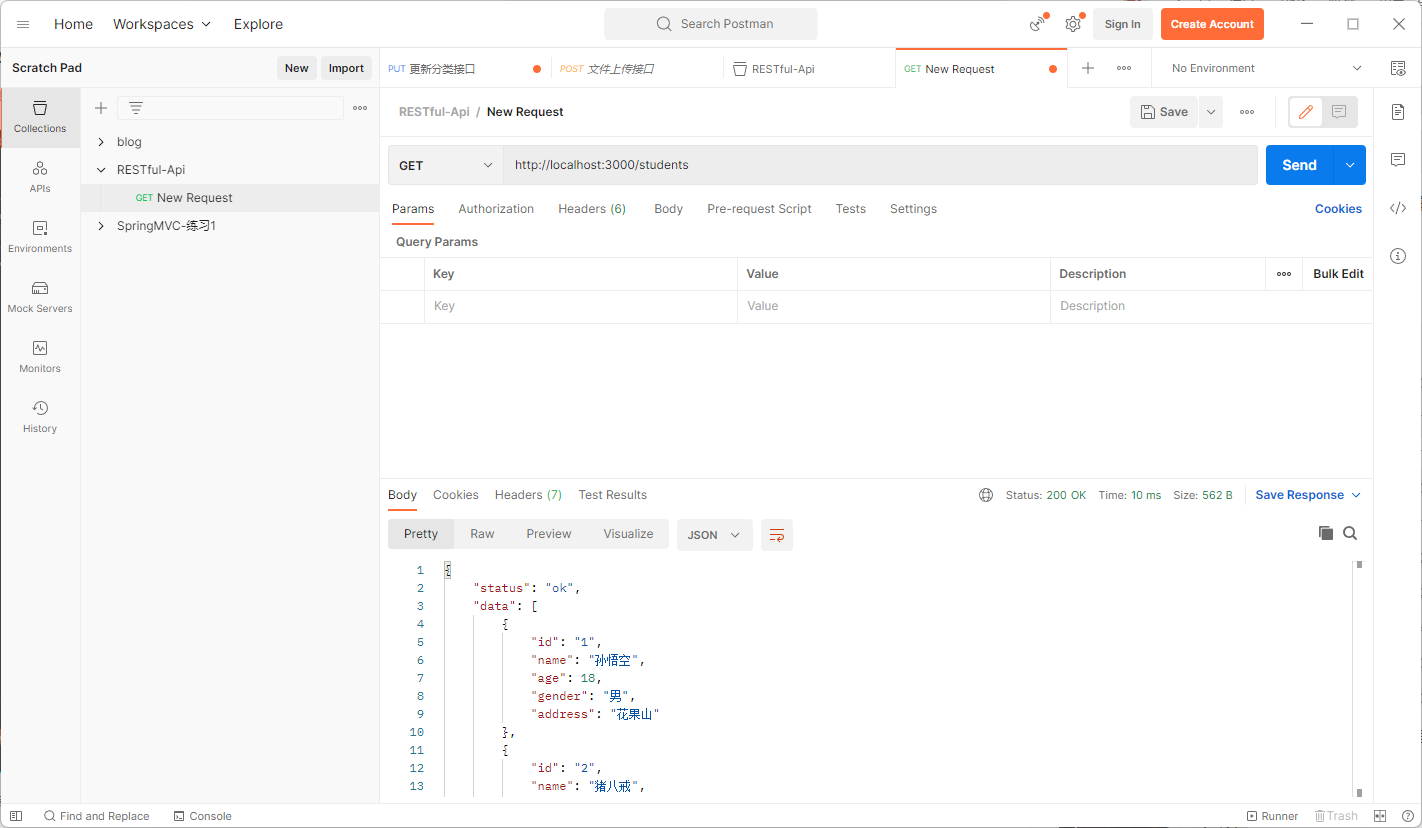 Home Workspaces Explore Search Postman Sign In Create Account
Scratch Pad New Import PUT 更新分类接口 POST 文件上传接口 RESTful-Api GET New Request No Environment
Collections
APIs
Environments
Mock Servers
Monitors
History
blog
RESTful-Api
GET New Request
SpringMVC-练习1
RESTful-Api / New Request Save
GET http://localhost:3000/students Send
Params Authorization Headers (6) Body Pre-request Script Tests Settings Cookies
Query Params
Key Value Description Bulk Edit
Key Value Description
Body Cookies Headers (7) Test Results Status: 200 OK Time: 10 ms Size: 562 B Save Response
Pretty Raw Preview Visualize JSON
1 {
2 "status": "ok",
3 "data": [
4 {
5 "id": "1",
6 "name": "孙悟空",
7 "age": 18,
8 "gender": "男",
9 "address": "花果山"
10 },
11 {
12 "id": "2",
13 "name": "猪八戒",
Find and Replace Console Runner Trash